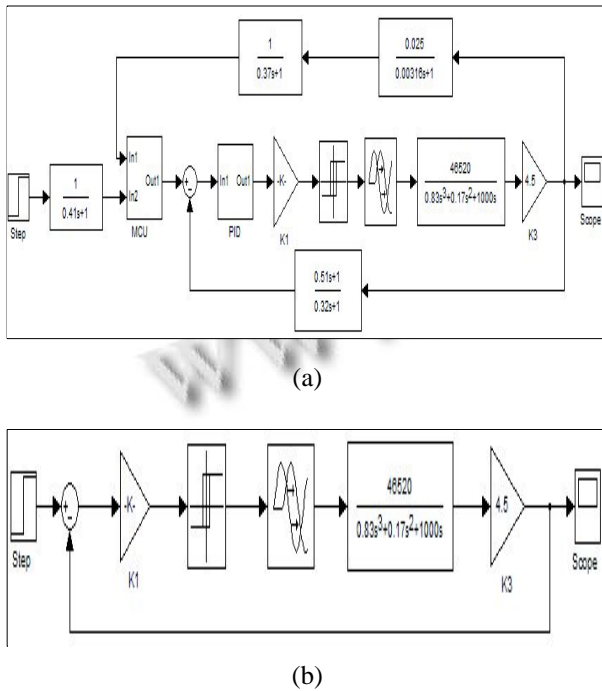 1
0.37s+1
0.025
0.00316s+1
Step
1
0.41s+1
In1
In2
Out1
MCU
+
-
In1
Out1
PID
-K-
K1
46520
0.83s³+0.17s²+1000s
4.5
K3
Scope
0.51s+1
0.32s+1
(a)
Step
+
-
-K-
K1
46520
0.83s³+0.17s²+1000s
4.5
K3
Scope
(b)